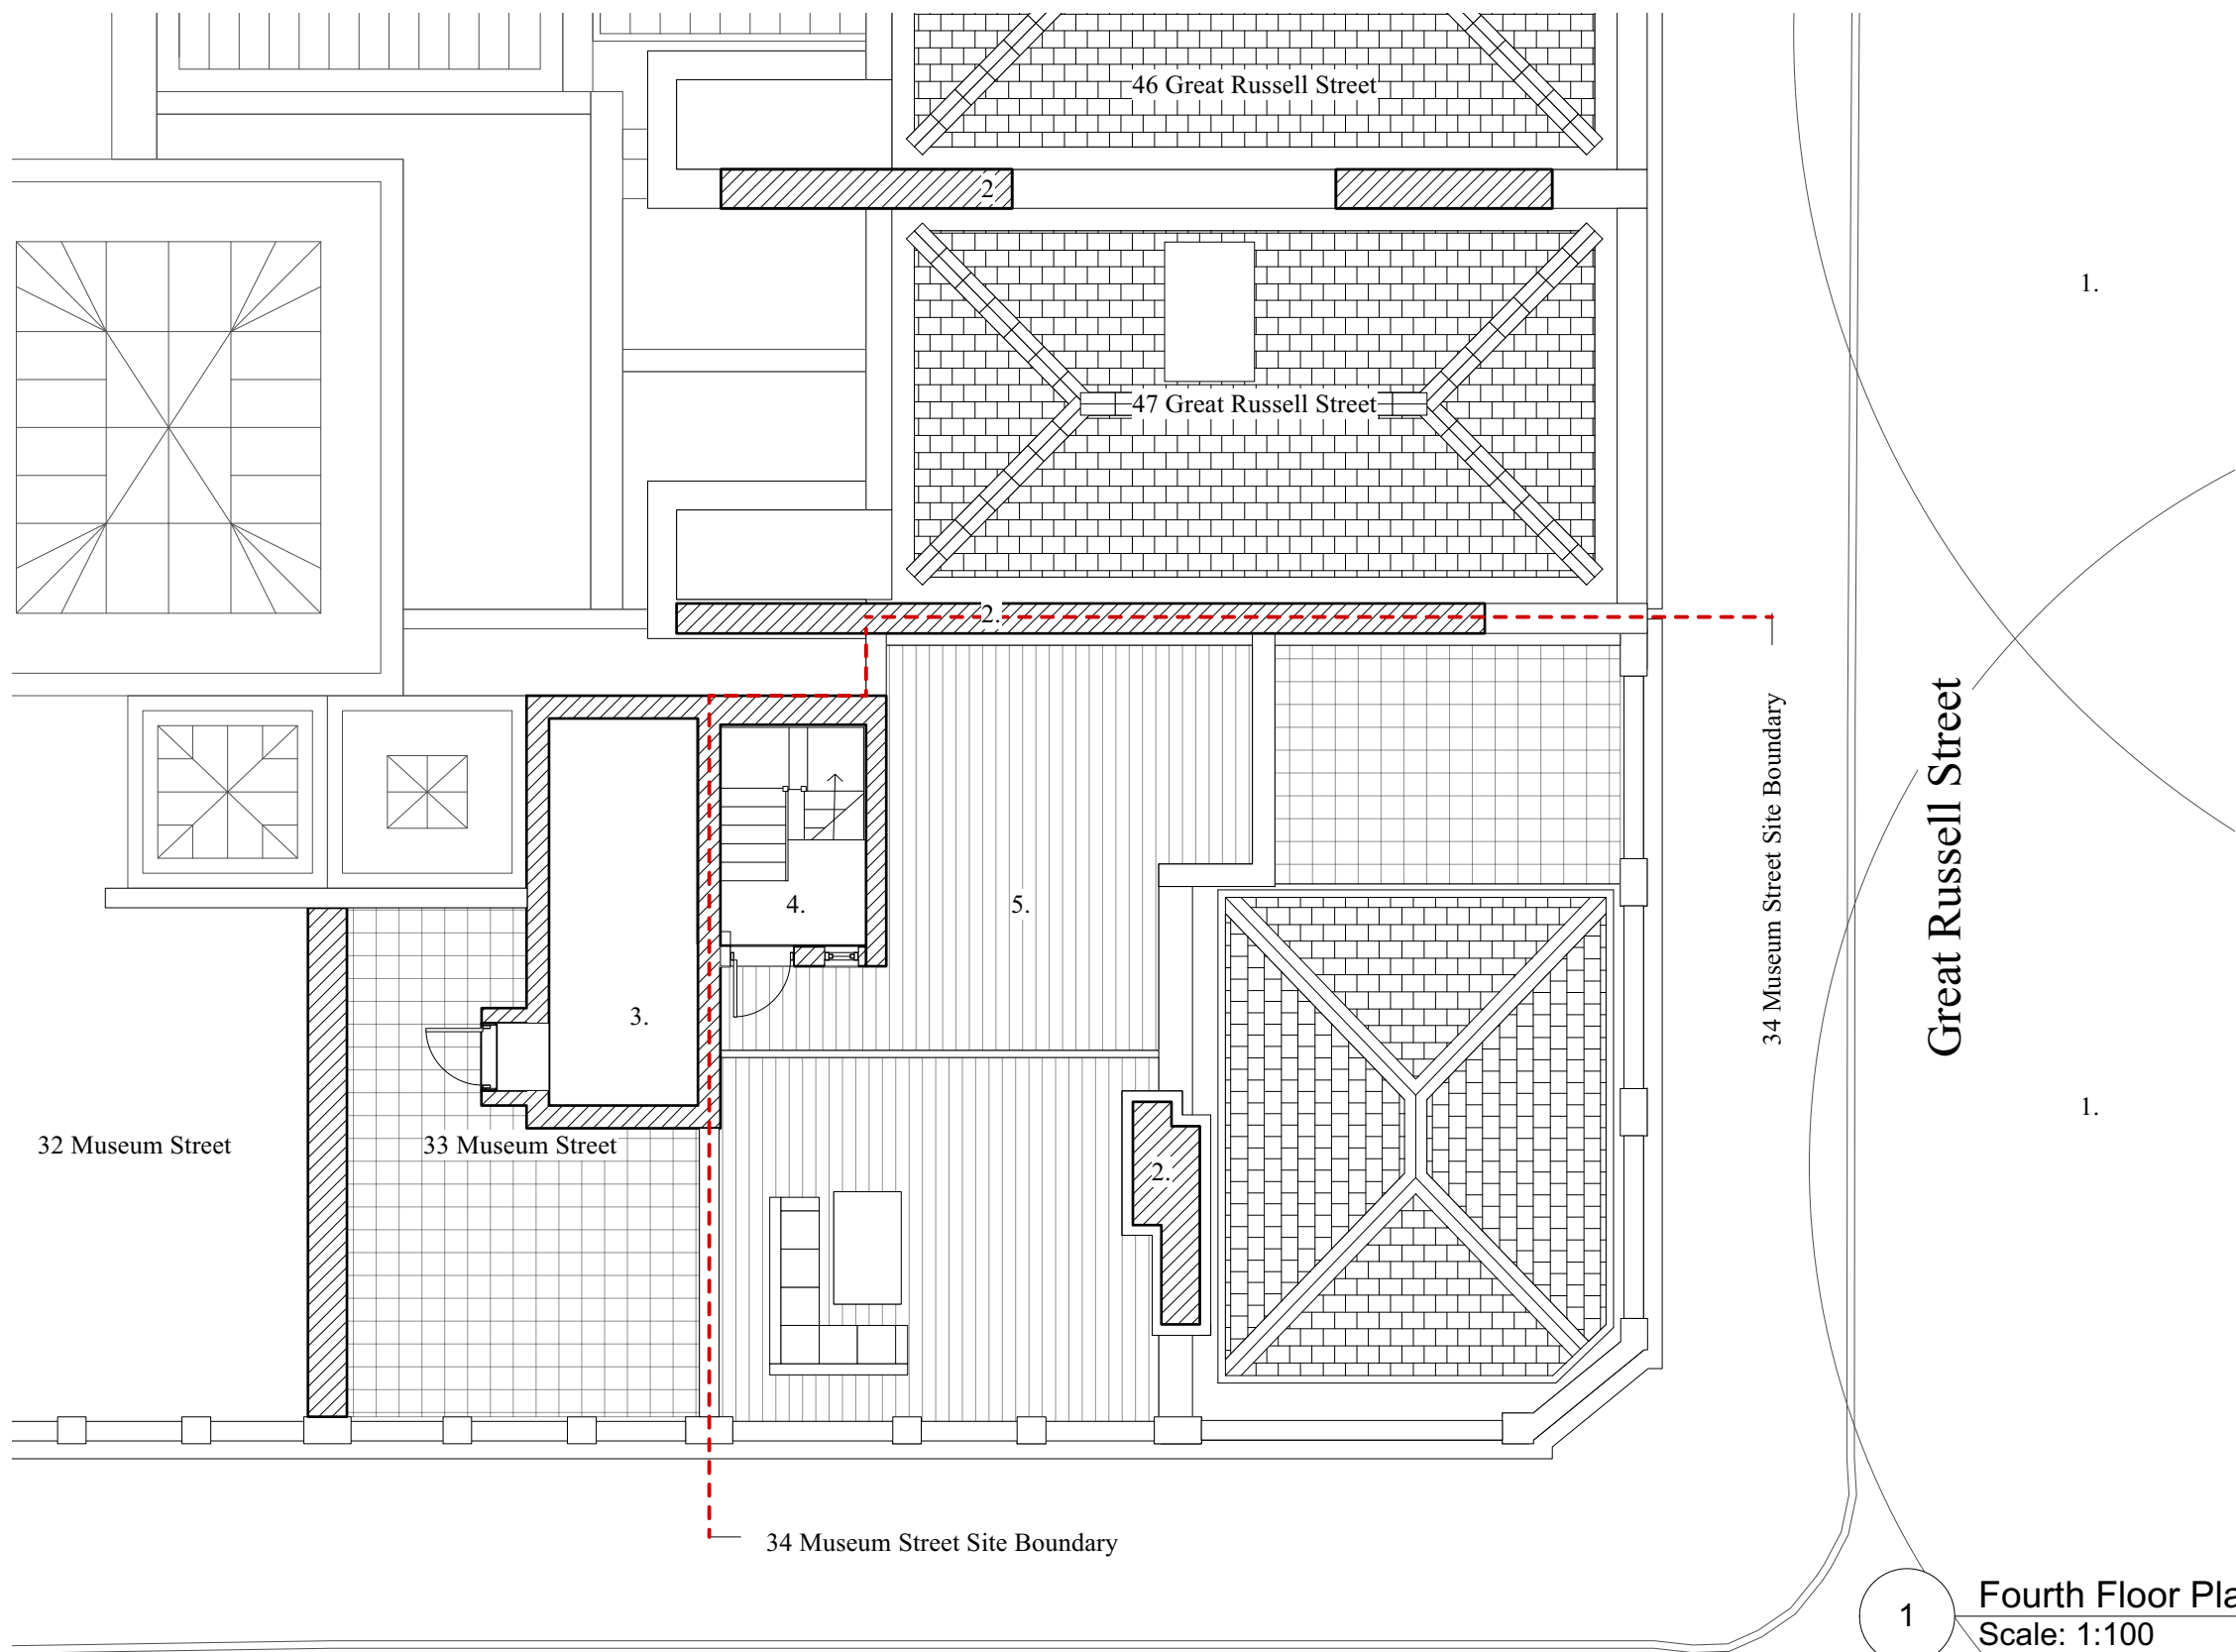 46 Great Russell Street
2.
1.
47 Great Russell Street
2.
34 Museum Street Site Boundary
Great Russell Street
4.
5.
3.
32 Museum Street
33 Museum Street
2.
1.
34 Museum Street Site Boundary
1
Fourth Floor Pla
Scale: 1:100